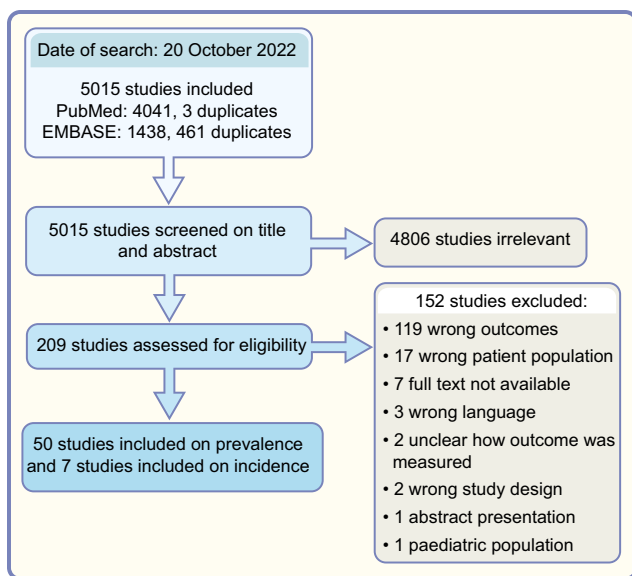 Date of search: 20 October 2022
5015 studies included
PubMed: 4041, 3 duplicates
EMBASE: 1438, 461 duplicates
5015 studies screened on title
and abstract
4806 studies irrelevant
209 studies assessed for eligibility
152 studies excluded:
• 119 wrong outcomes
• 17 wrong patient population
• 7 full text not available
• 3 wrong language
• 2 unclear how outcome was
measured
• 2 wrong study design
• 1 abstract presentation
• 1 paediatric population
50 studies included on prevalence
and 7 studies included on incidence